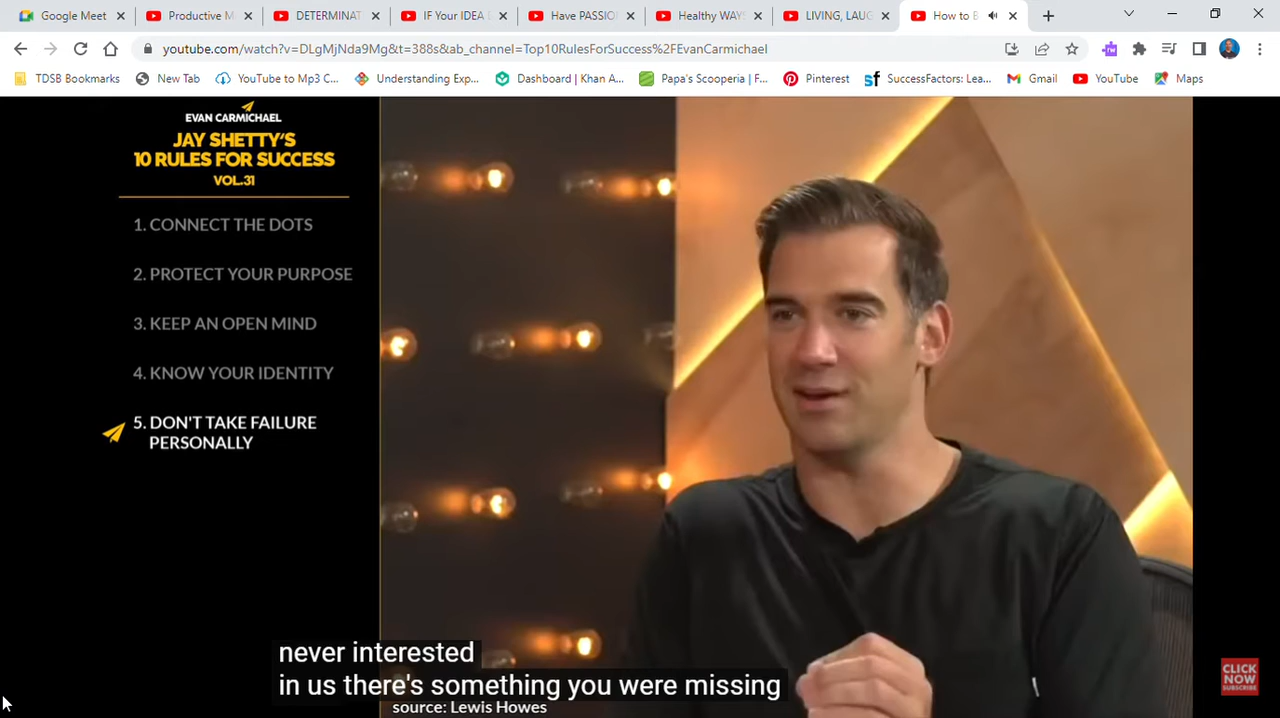 Google Meet
Productive M
DETERMINAT
IF Your IDEA
Have PASSIO
Healthy WAY
LIVING, LAUG
How to B
youtube.com/watch?v=DLgMjNda9Mg&t=388s&ab_channel=Top10RulesForSuccess%2FEvanCarmichael
TDSB Bookmarks
New Tab
YouTube to Mp3 C...
Understanding Exp...
Dashboard | Khan A...
Papa's Scooperia | F...
Pinterest
SuccessFactors: Lea...
Gmail
YouTube
Maps
EVAN CARMICHAEL
JAY SHETTY'S
10 RULES FOR SUCCESS
VOL.31
1. CONNECT THE DOTS
2. PROTECT YOUR PURPOSE
3. KEEP AN OPEN MIND
4. KNOW YOUR IDENTITY
5. DON'T TAKE FAILURE
PERSONALLY
never interested
in us there's something you were missing
source: Lewis Howes
CLICK
NOW
SUBSCRIBE